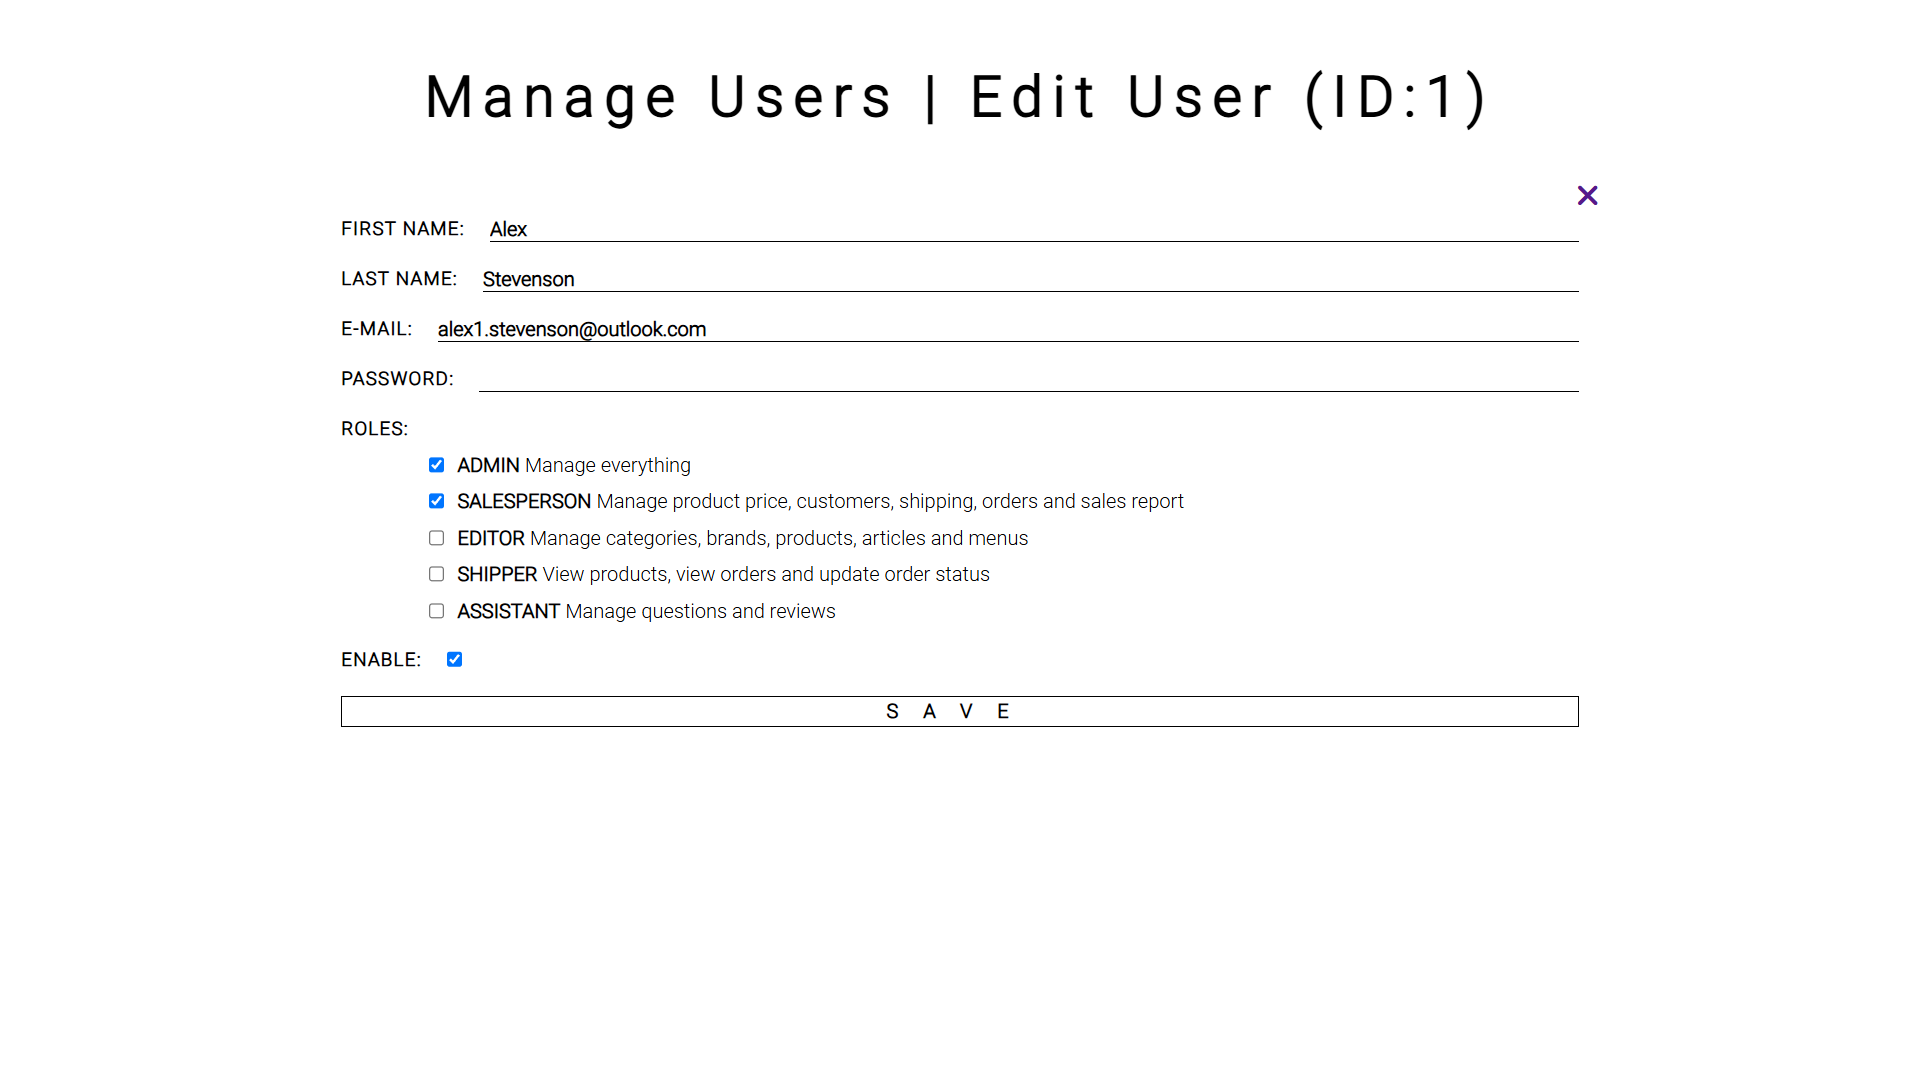 Manage Users | Edit User (ID:1)
FIRST NAME: Alex
LAST NAME: Stevenson
E-MAIL: alex1.stevenson@outlook.com
PASSWORD:
ROLES:
ADMIN Manage everything
SALESPERSON Manage product price, customers, shipping, orders and sales report
EDITOR Manage categories, brands, products, articles and menus
SHIPPER View products, view orders and update order status
ASSISTANT Manage questions and reviews
ENABLE:
SAVE